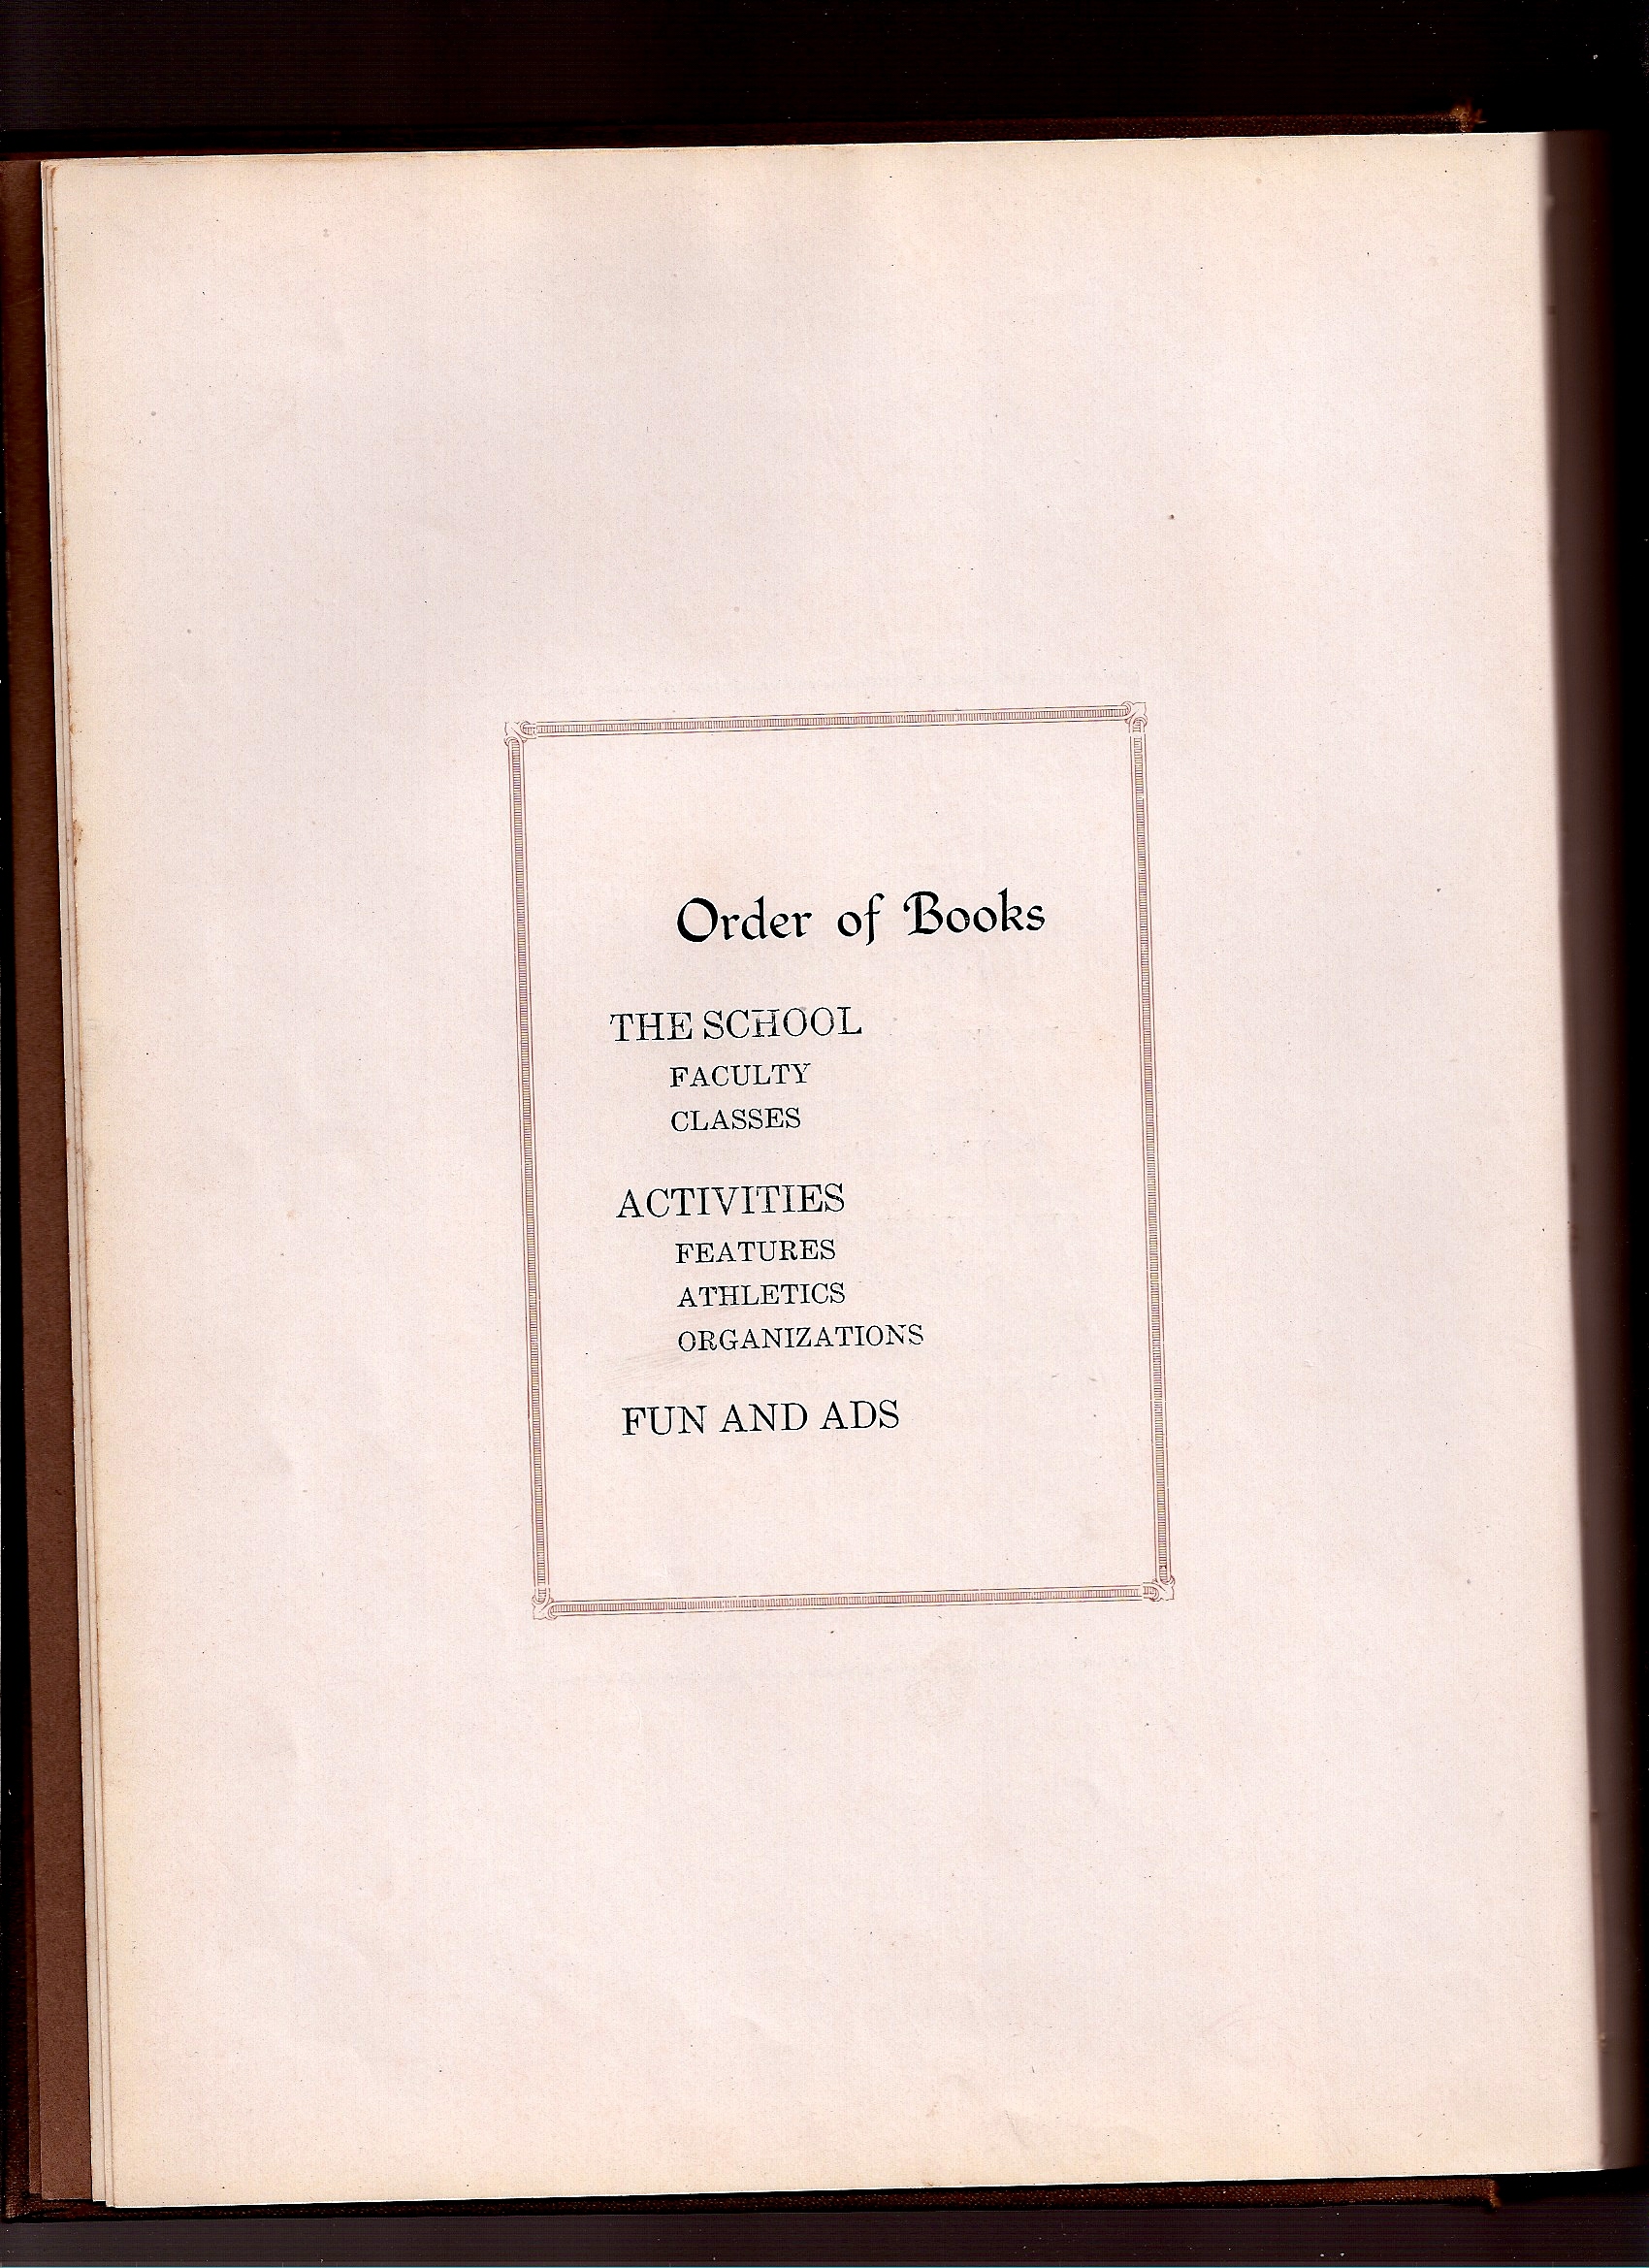 Order of Books
THE SCHOOL
FACULTY
CLASSES
ACTIVITIES
FEATURES
ATHLETICS
ORGANIZATIONS
FUN AND ADS